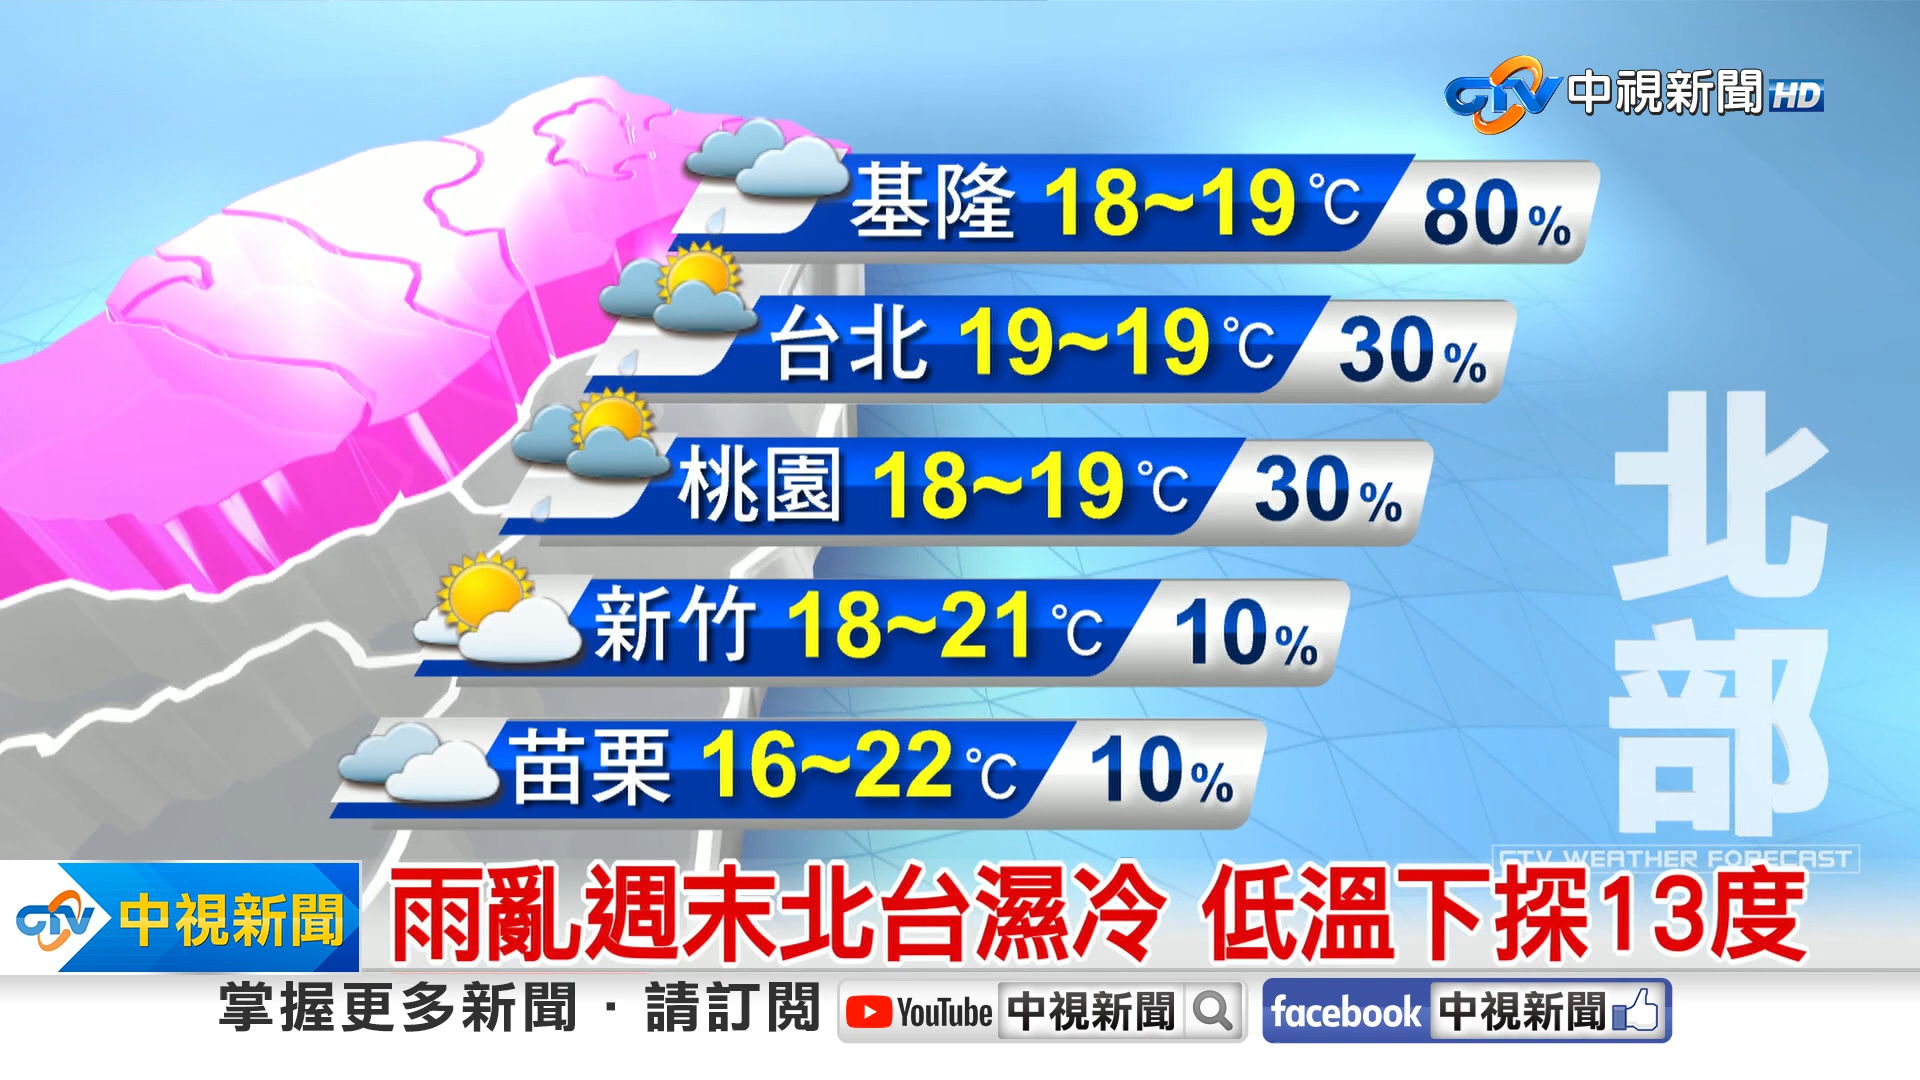 CTV 中視新聞 HD
基隆 18~19℃ 80%
台北 19~19℃ 30%
桃園 18~19℃ 30%
新竹 18~21℃ 10%
苗栗 16~22℃ 10%
北部
CTV WEATHER FORECAST
CTV 中視新聞
雨亂週末北台濕冷 低溫下探13度
掌握更多新聞·請訂閱 YouTube 中視新聞 facebook 中視新聞